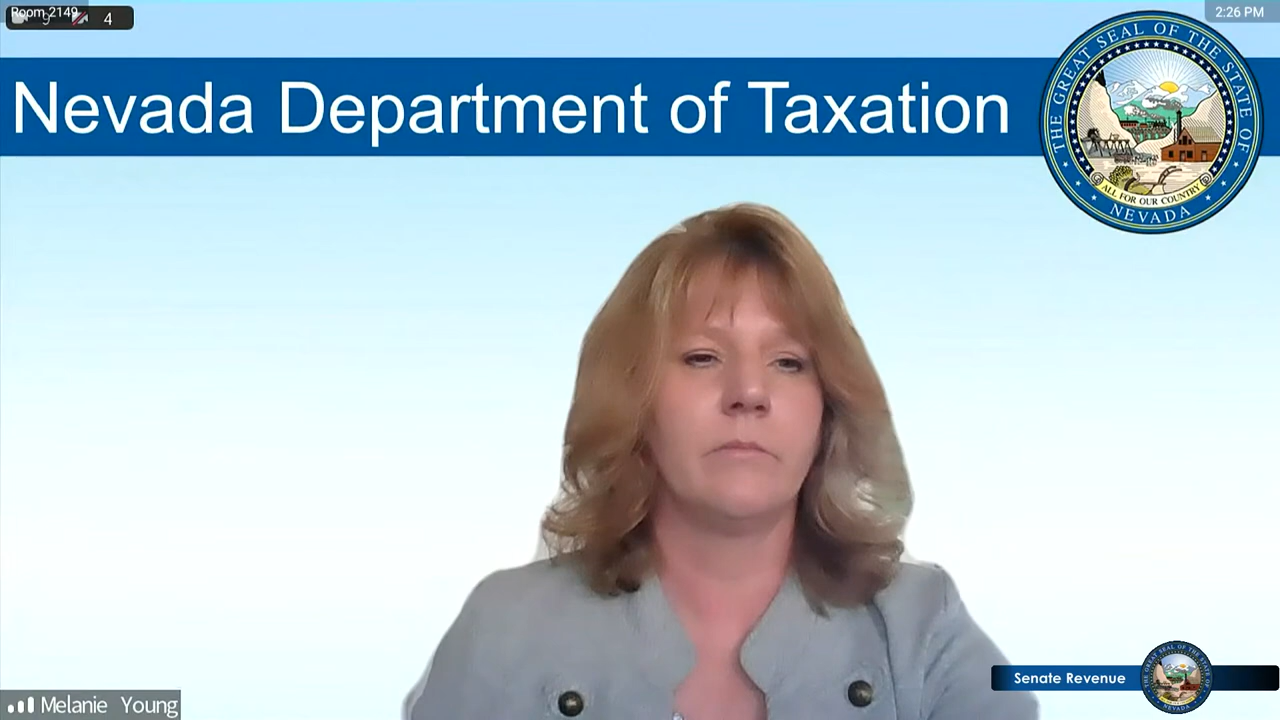 Room 2149
9 4
2:26 PM
Nevada Department of Taxation
THE GREAT SEAL OF THE STATE OF
NEVADA
ALL FOR OUR COUNTRY
Senate Revenue
Melanie Young